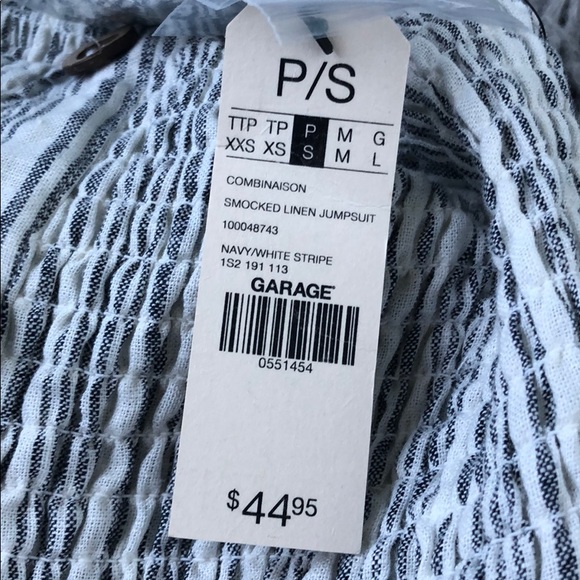 P/S
TTP TP P M G
XXS XS S M L
COMBINAISON
SMOCKED LINEN JUMPSUIT
100048743
NAVY/WHITE STRIPE
1S2 191 113
GARAGE
0551454
$44.95